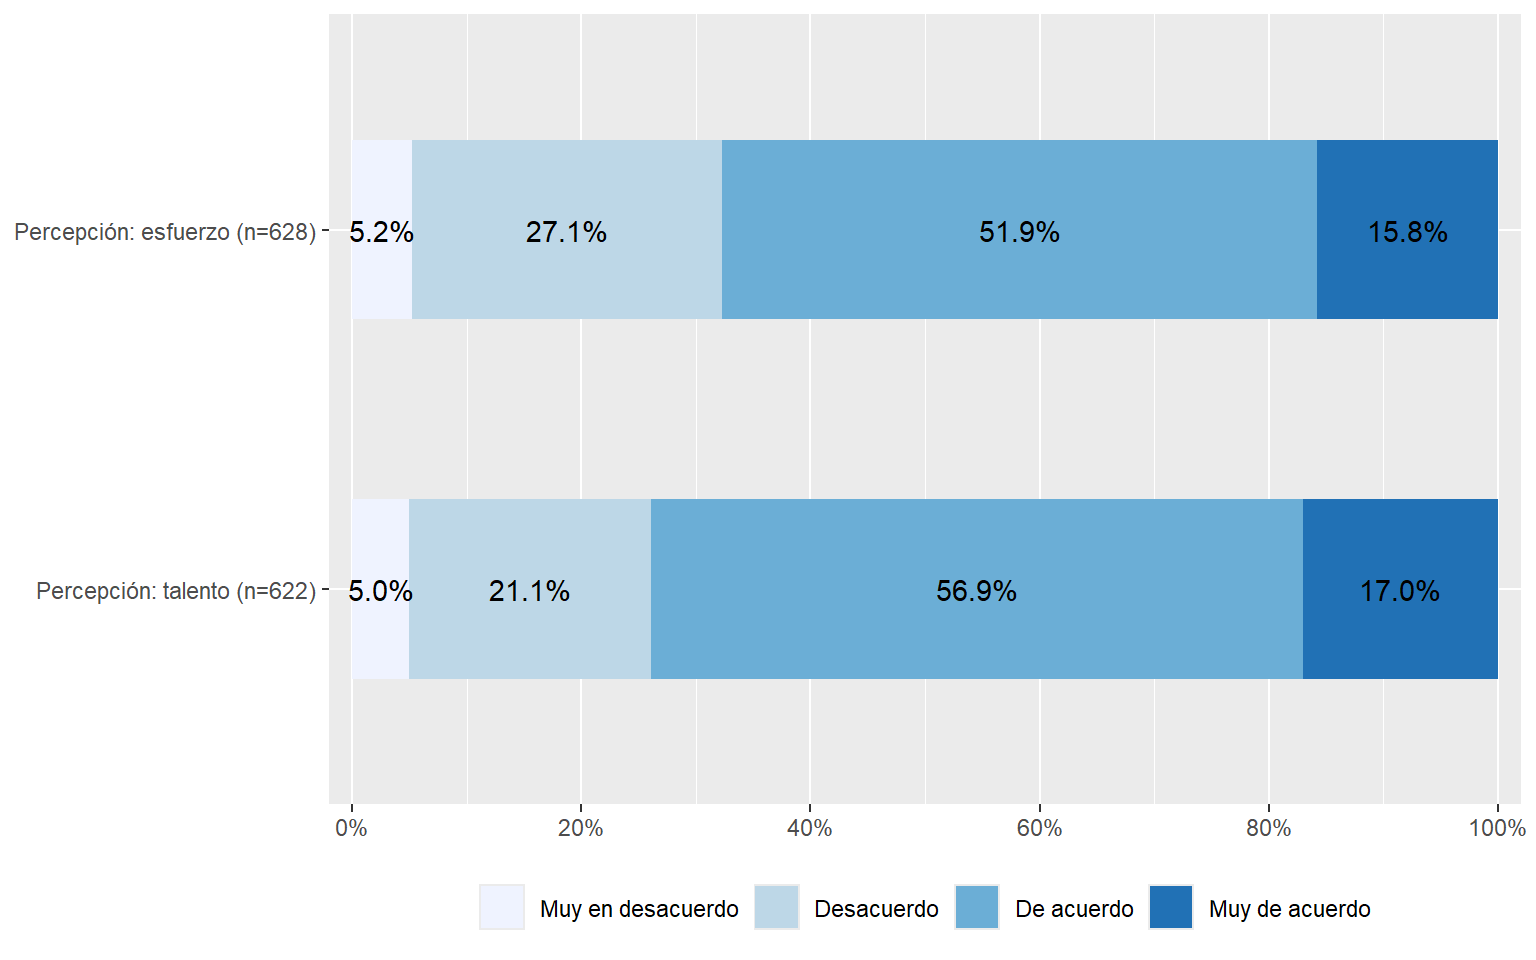 Percepción: esfuerzo (n=628)
5.2% 27.1% 51.9% 15.8%
Percepción: talento (n=622)
5.0% 21.1% 56.9% 17.0%
0% 20% 40% 60% 80% 100%
Muy en desacuerdo Desacuerdo De acuerdo Muy de acuerdo